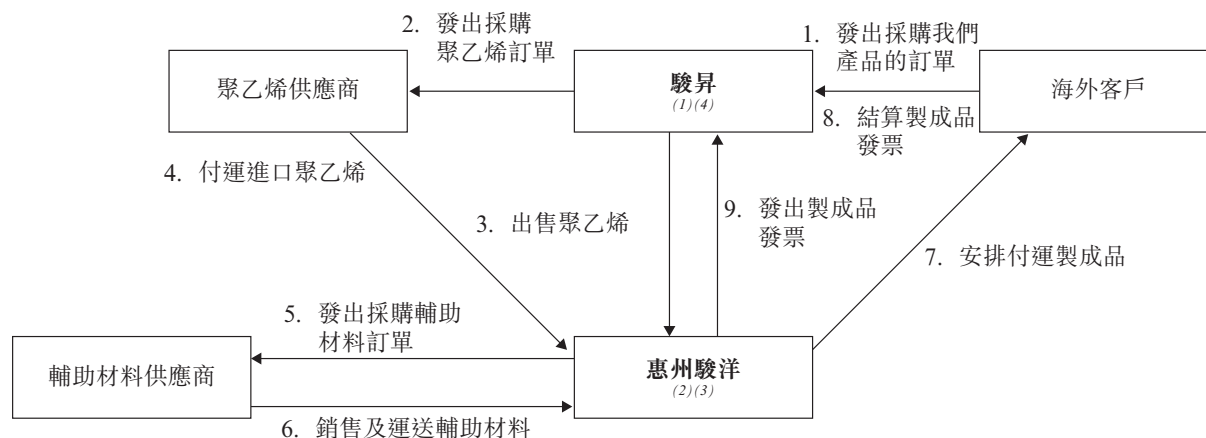 2. 發出採購
聚乙烯訂單
1. 發出採購我們
產品的訂單
聚乙烯供應商
駿昇
(1)(4)
海外客戶
8. 結算製成品
發票
4. 付運進口聚乙烯
3. 出售聚乙烯
9. 發出製成品
發票
7. 安排付運製成品
5. 發出採購輔助
材料訂單
輔助材料供應商
惠州駿洋
(2)(3)
6. 銷售及運送輔助材料